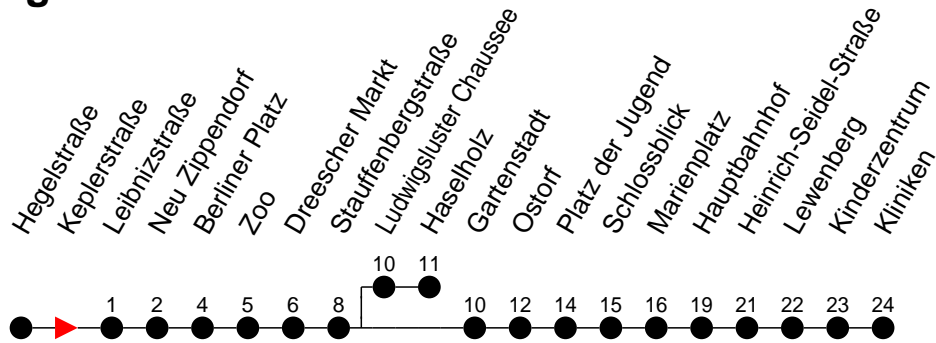 g
Hegelstraße
Keplerstraße
Leibnizstraße
Neu Zippendorf
Berliner Platz
Zoo
Dreescher Markt
Stauffenbergstraße
Ludwigsluster Chaussee
Haselholz
Gartenstadt
Ostorf
Platz der Jugend
Schlossblick
Marienplatz
Hauptbahnhof
Heinrich-Seidel-Straße
Lewenberg
Kinderzentrum
Kliniken
10 11
1 2 4 5 6 8 10 12 14 15 16 19 21 22 23 24